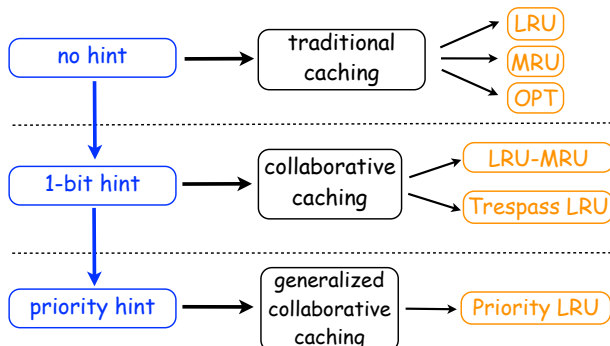 no hint
traditional
caching
LRU
MRU
OPT
1-bit hint
collaborative
caching
LRU-MRU
Trespass LRU
priority hint
generalized
collaborative
caching
Priority LRU